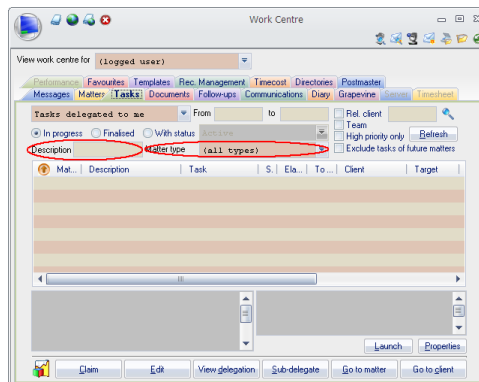 Work Centre
View work centre for (logged user)
Performance Favourites Templates Rec. Management Timecost Directories Postmaster
Messages Matters Tasks Documents Follow-ups Communications Diary Grapevine Server Timesheet
Tasks delegated to me From to Rel. client
Team
In progress Finalised With status Active High priority only Refresh
Description Matter type (all types) Exclude tasks of future matters
Mat... Description Task S. Ela... To ... Client Target
Launch Properties
Claim Edit View delegation Sub-delegate Go to matter Go to client